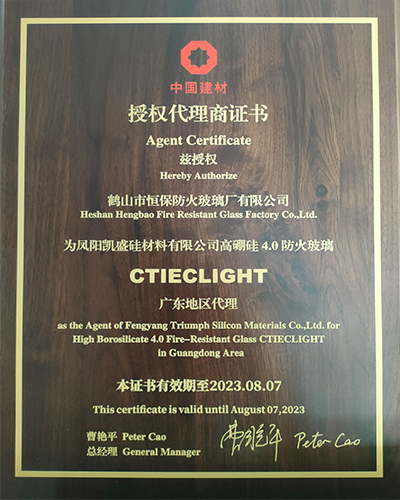 中国建材
授权代理商证书
Agent Certificate
兹授权
Hereby Authorize
鹤山市恒保防火玻璃厂有限公司
Heshan Hengbao Fire Resistant Glass Factory Co.,Ltd.
为凤阳凯盛硅材料有限公司高硼硅 4.0 防火玻璃
CTIECLIGHT
广东地区代理
as the Agent of Fengyang Triumph Silicon Materials Co.,Ltd. for
High Borosilicate 4.0 Fire-Resistant Glass CTIECLIGHT
in Guangdong Area
本证书有效期至2023.08.07
This certificate is valid until August 07,2023
曹艳平 Peter Cao 曹艳平 Peter Cao
总经理 General Manager